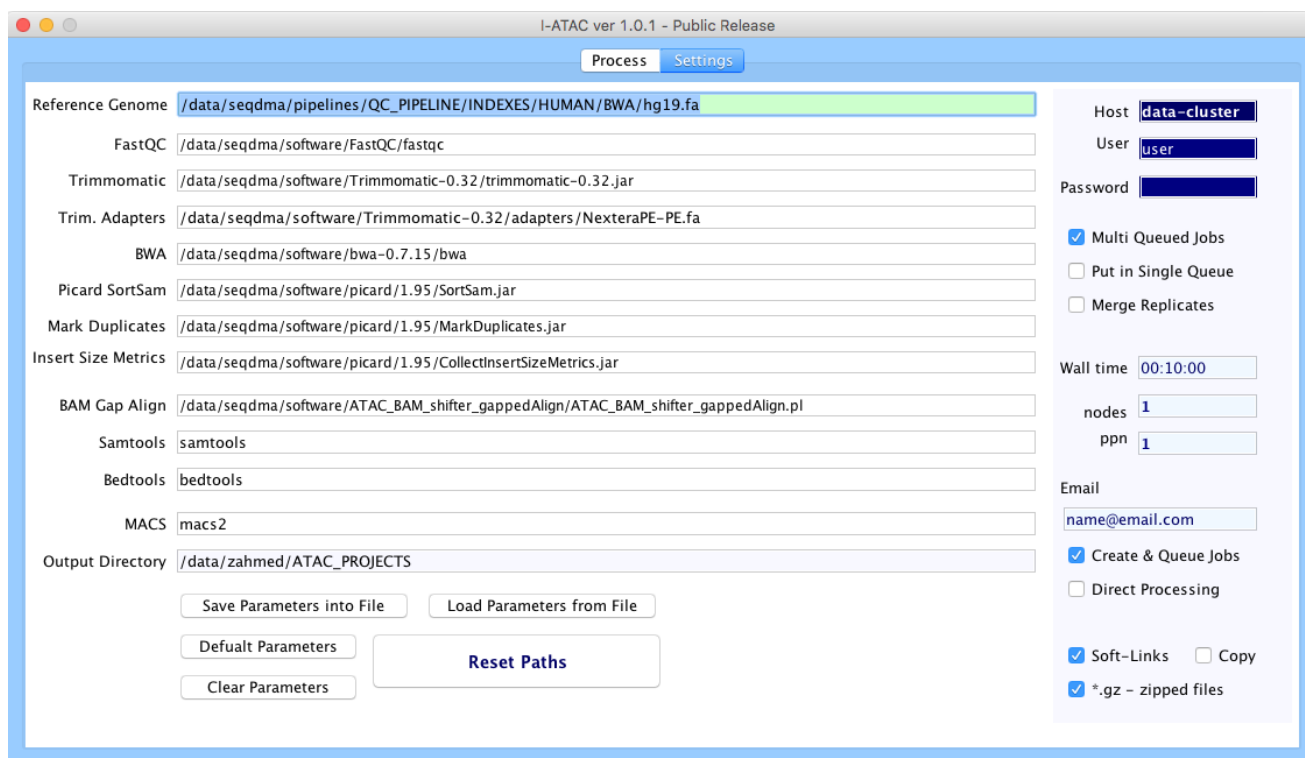 I-ATAC ver 1.0.1 - Public Release
Process Settings
Reference Genome /data/seqdma/pipelines/QC_PIPELINE/INDEXES/HUMAN/BWA/hg19.fa
FastQC /data/seqdma/software/FastQC/fastqc
Trimmomatic /data/seqdma/software/Trimmomatic-0.32/trimmomatic-0.32.jar
Trim. Adapters /data/seqdma/software/Trimmomatic-0.32/adapters/NexteraPE-PE.fa
BWA /data/seqdma/software/bwa-0.7.15/bwa
Picard SortSam /data/seqdma/software/picard/1.95/SortSam.jar
Mark Duplicates /data/seqdma/software/picard/1.95/MarkDuplicates.jar
Insert Size Metrics /data/seqdma/software/picard/1.95/CollectInsertSizeMetrics.jar
BAM Gap Align /data/seqdma/software/ATAC_BAM_shifter_gappedAlign/ATAC_BAM_shifter_gappedAlign.pl
Samtools samtools
Bedtools bedtools
MACS macs2
Output Directory /data/zahmed/ATAC_PROJECTS
Save Parameters into File Load Parameters from File
Defualt Parameters
Reset Paths
Clear Parameters
Host data-cluster
User user
Password
Multi Queued Jobs
Put in Single Queue
Merge Replicates
Wall time 00:10:00
nodes 1
ppn 1
Email
name@email.com
Create & Queue Jobs
Direct Processing
Soft-Links Copy
*.gz - zipped files